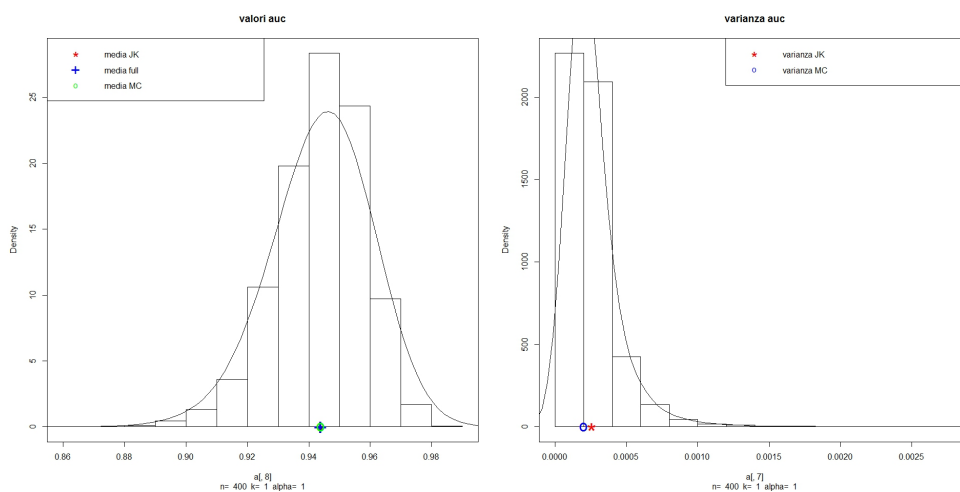 valori auc
media JK
media full
media MC
Density
0
5
10
15
20
25
0.86
0.90
0.92
0.94
0.96
0.98
a[, 8]
n= 400 k= 1 alpha= 1
varianza auc
varianza JK
varianza MC
Density
0
500
1000
1500
2000
0.0000
0.0005
0.0010
0.0015
0.0020
0.0025
a[, 7]
n= 400 k= 1 alpha= 1